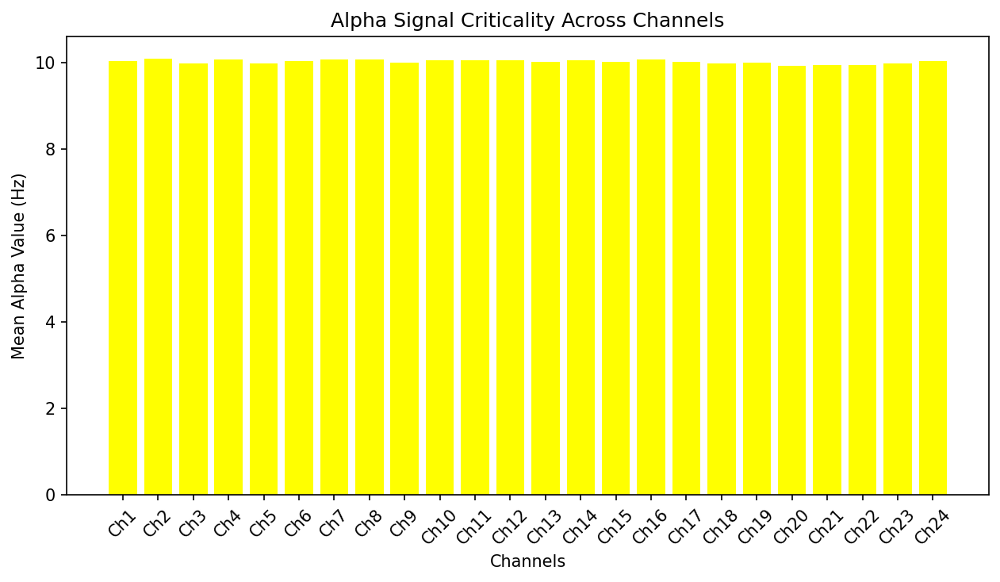 Alpha Signal Criticality Across Channels
Mean Alpha Value (Hz)
10
8
6
4
2
0
Ch1
Ch2
Ch3
Ch4
Ch5
Ch6
Ch7
Ch8
Ch9
Ch10
Ch11
Ch12
Ch13
Ch14
Ch15
Ch16
Ch17
Ch18
Ch19
Ch20
Ch21
Ch22
Ch23
Ch24
Channels